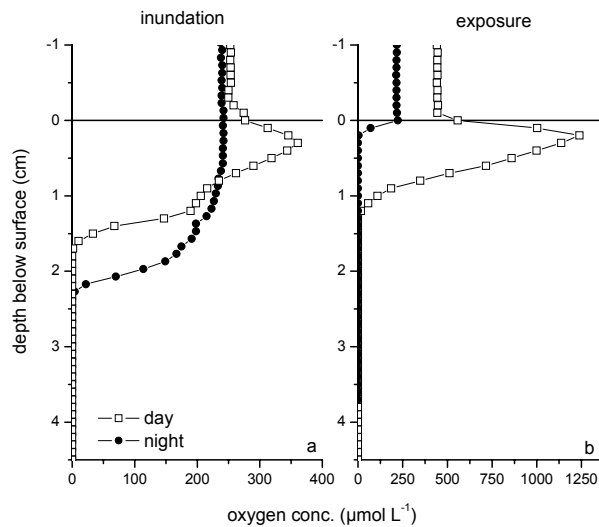 inundation
exposure
-1
0
1
2
3
4
depth below surface (cm)
day
night
a
0
100
200
300
400
-1
0
1
2
3
4
b
0
250
500
750
1000
1250
oxygen conc. (µmol L⁻¹)